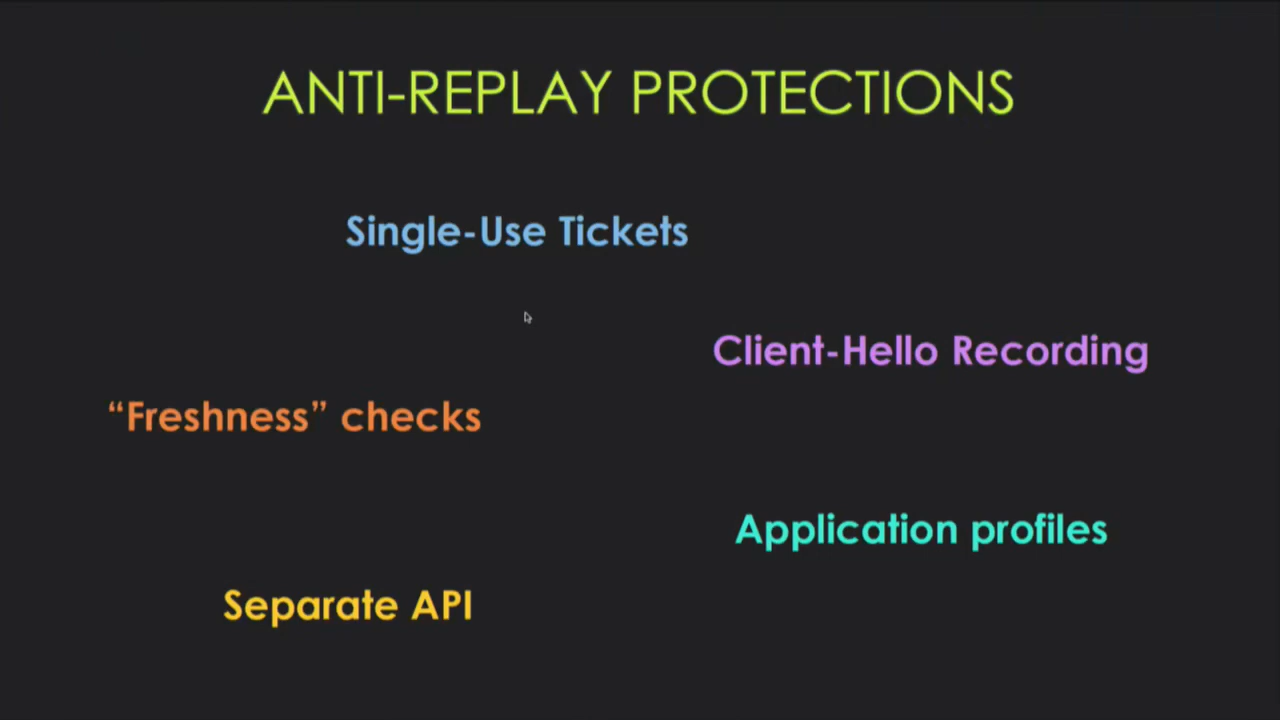 ANTI-REPLAY PROTECTIONS
Single-Use Tickets
Client-Hello Recording
“Freshness” checks
Application profiles
Separate API